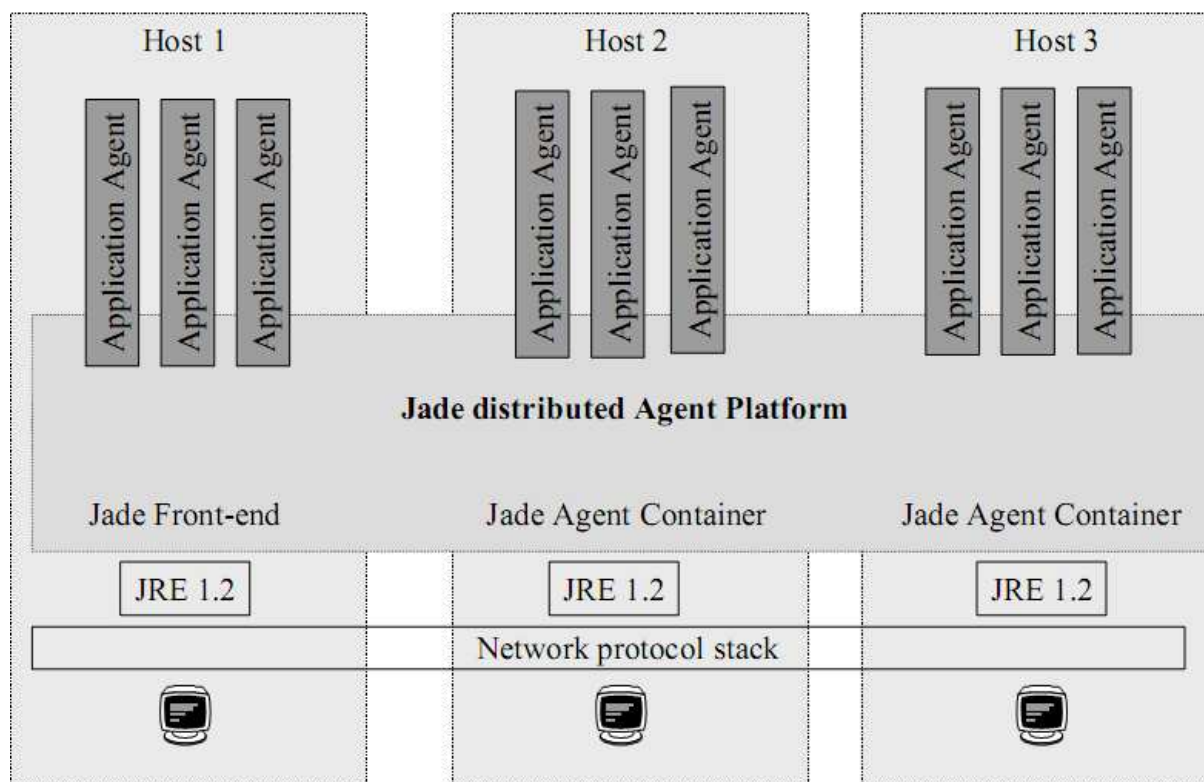 Host 1
Host 2
Host 3
Application Agent
Application Agent
Application Agent
Application Agent
Application Agent
Application Agent
Application Agent
Application Agent
Application Agent
Jade distributed Agent Platform
Jade Front-end
Jade Agent Container
Jade Agent Container
JRE 1.2
JRE 1.2
JRE 1.2
Network protocol stack